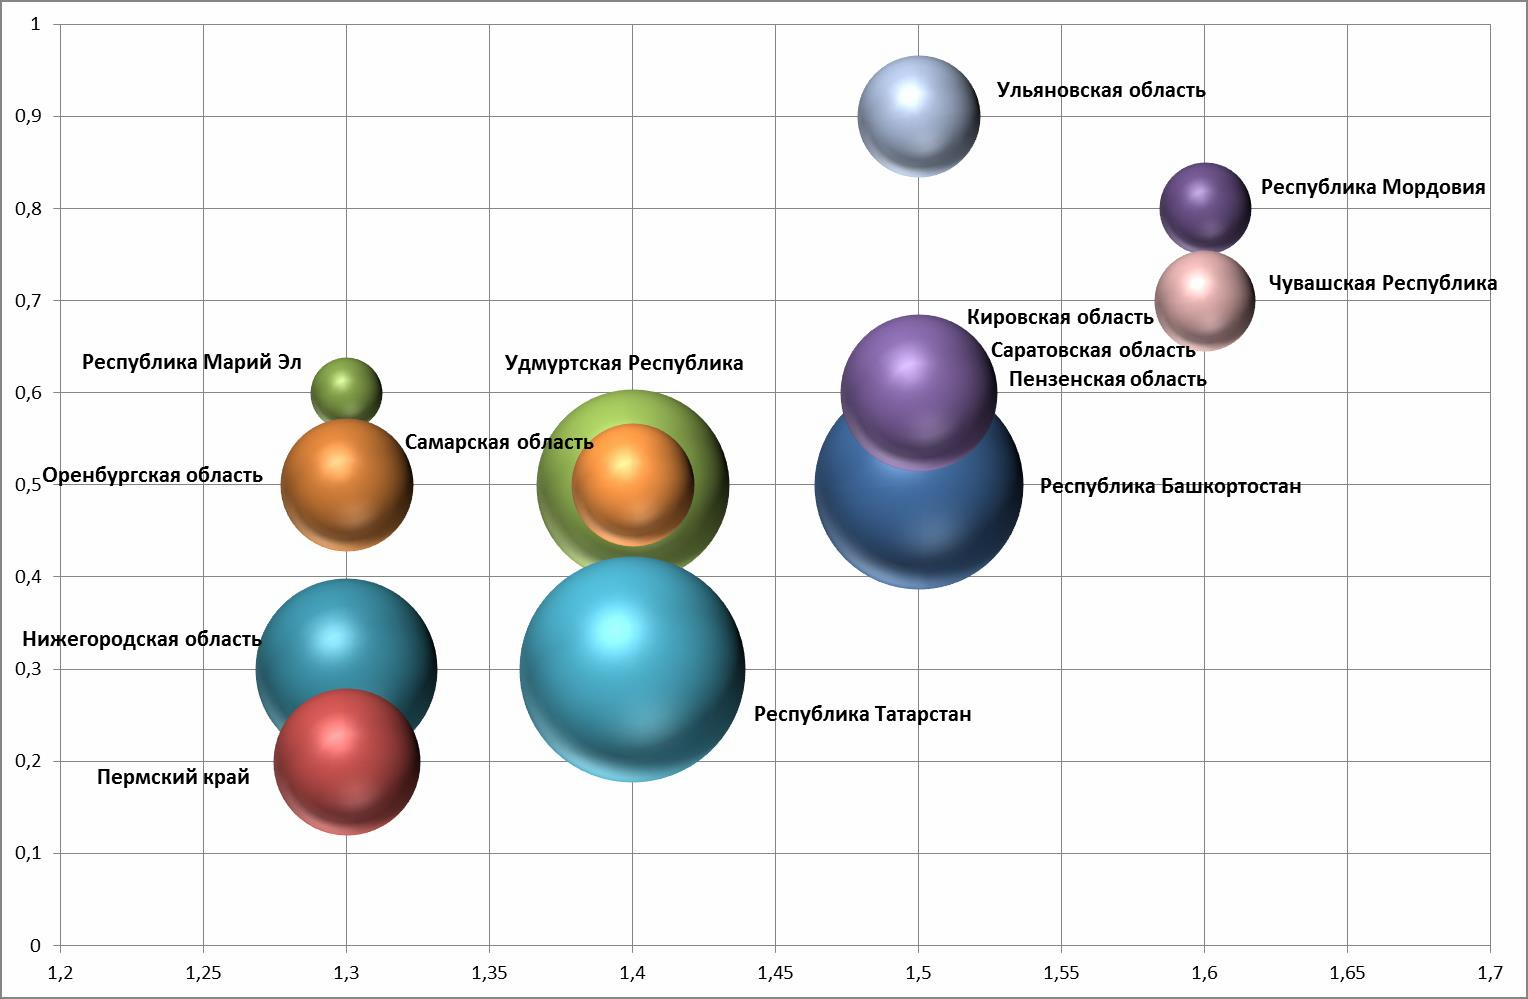 1
0,9
0,8
0,7
0,6
0,5
0,4
0,3
0,2
0,1
0
Ульяновская область
Республика Мордовия
Чувашская Республика
Кировская область
Саратовская область
Пензенская область
Республика Марий Эл
Удмуртская Республика
Самарская область
Оренбургская область
Республика Башкортостан
Нижегородская область
Республика Татарстан
Пермский край
1,2 1,25 1,3 1,35 1,4 1,45 1,5 1,55 1,6 1,65 1,7